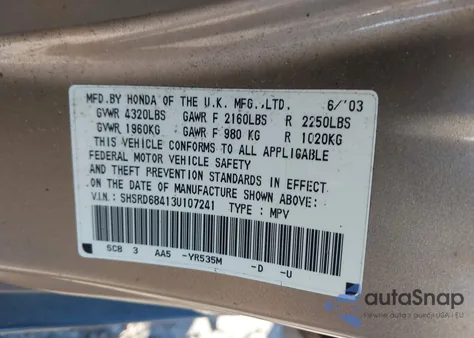 MFD.BY HONDA OF THE U.K. MFG.,LTD. 6/'03
GVWR 4320LBS GAWR F 2160LBS R 2250LBS
GVWR 1960KG GAWR F 980 KG R 1020KG
THIS VEHICLE CONFORMS TO ALL APPLICABLE
FEDERAL MOTOR VEHICLE SAFETY
AND THEFT PREVENTION STANDARDS IN EFFECT
ON THE DATE OF MANUFACTURE SHOWN ABOVE.
V.I.N.: SHSRD68413U107241 TYPE : MPV
SCB 3 AA5 -YR535M -D -U
autoSnap